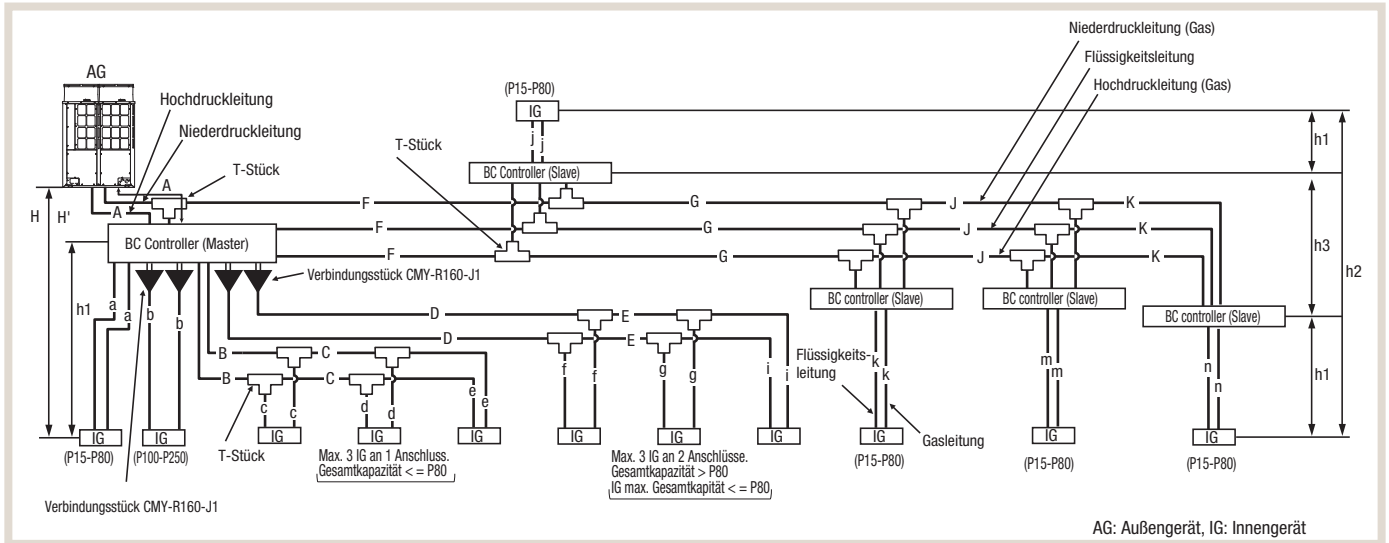 Niederdruckleitung (Gas)
Flüssigkeitsleitung
Hochdruckleitung (Gas)
AG
Hochdruckleitung
Niederdruckleitung
T-Stück
A
A
(P15-P80)
IG
j
j
T-Stück
BC Controller (Slave)
h1
H
H'
F
G
J
K
BC Controller (Master)
F
G
J
K
F
G
J
K
h3
h2
Verbindungsstück CMY-R160-J1
BC controller (Slave)
BC controller (Slave)
BC controller (Slave)
h1
a
a
b
b
D
E
D
E
B
C
B
C
f
f
g
g
i
i
Flüssigkeits-
leitung
k
k
m
m
n
n
h1
c
c
d
d
e
e
IG
IG
IG
IG
IG
IG
IG
IG
IG
IG
IG
Gasleitung
(P15-P80)
(P100-P250)
T-Stück
Max. 3 IG an 1 Anschluss.
Gesamtkapazität < = P80
Max. 3 IG an 2 Anschlüsse.
Gesamtkapazität > P80
IG max. Gesamtkapität < = P80
(P15-P80)
(P15-P80)
(P15-P80)
Verbindungsstück CMY-R160-J1
AG: Außengerät, IG: Innengerät